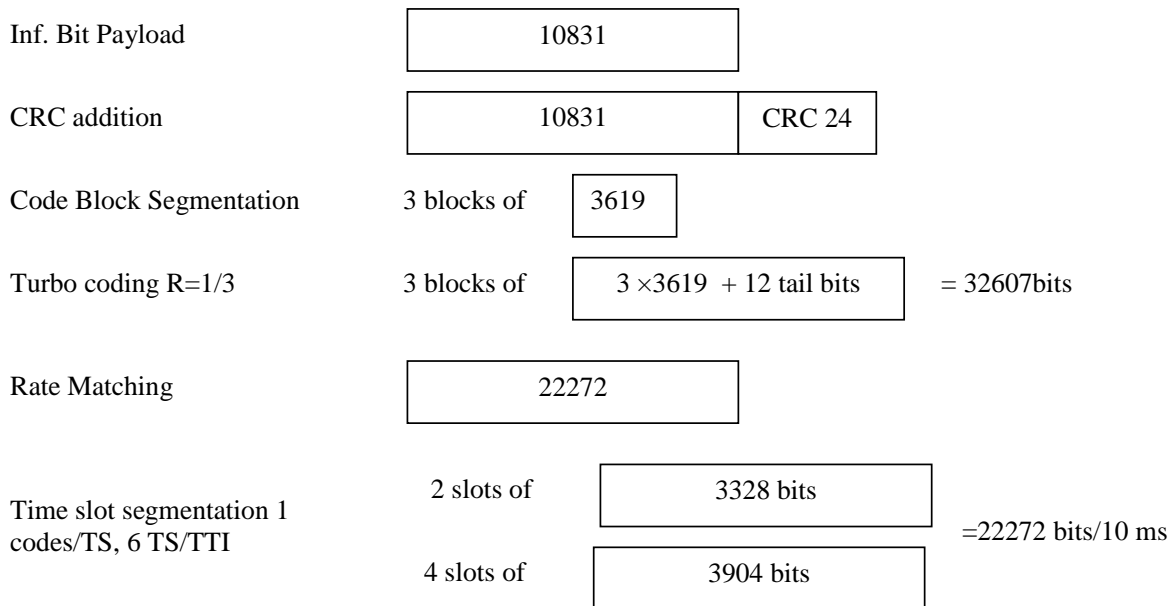 Inf. Bit Payload
10831
CRC addition
10831
CRC 24
Code Block Segmentation
3 blocks of
3619
Turbo coding R=1/3
3 blocks of
3 ×3619 + 12 tail bits
= 32607bits
Rate Matching
22272
Time slot segmentation 1
codes/TS, 6 TS/TTI
2 slots of
3328 bits
4 slots of
3904 bits
=22272 bits/10 ms